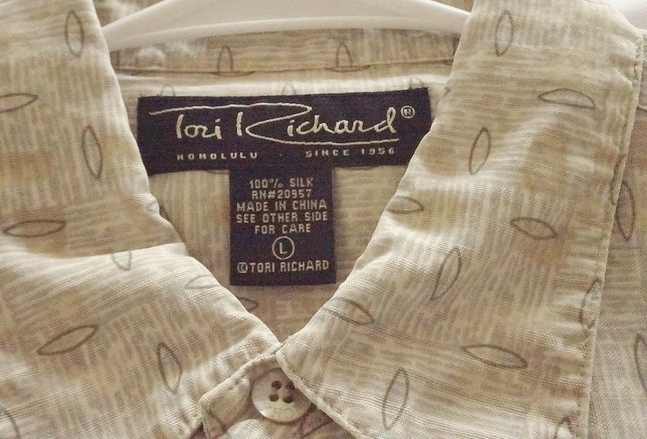 Tori Richard®
HONOLULU SINCE 1956
100% SILK
RN#20957
MADE IN CHINA
SEE OTHER SIDE
FOR CARE
L
©TORI RICHARD